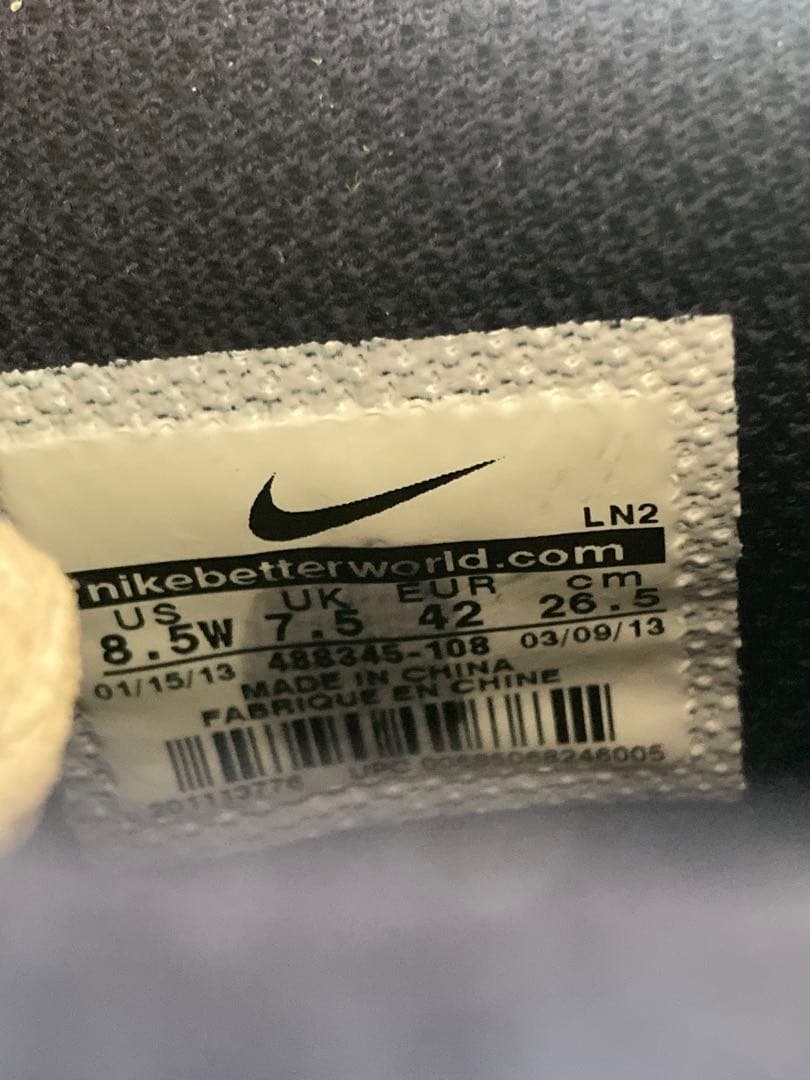 LN2
nikebetterworld.com
US UK EUR cm
8.5W 7.5 42 26.5
01/15/13 488345-108 03/09/13
MADE IN CHINA
FABRIQUE EN CHINE
UPC